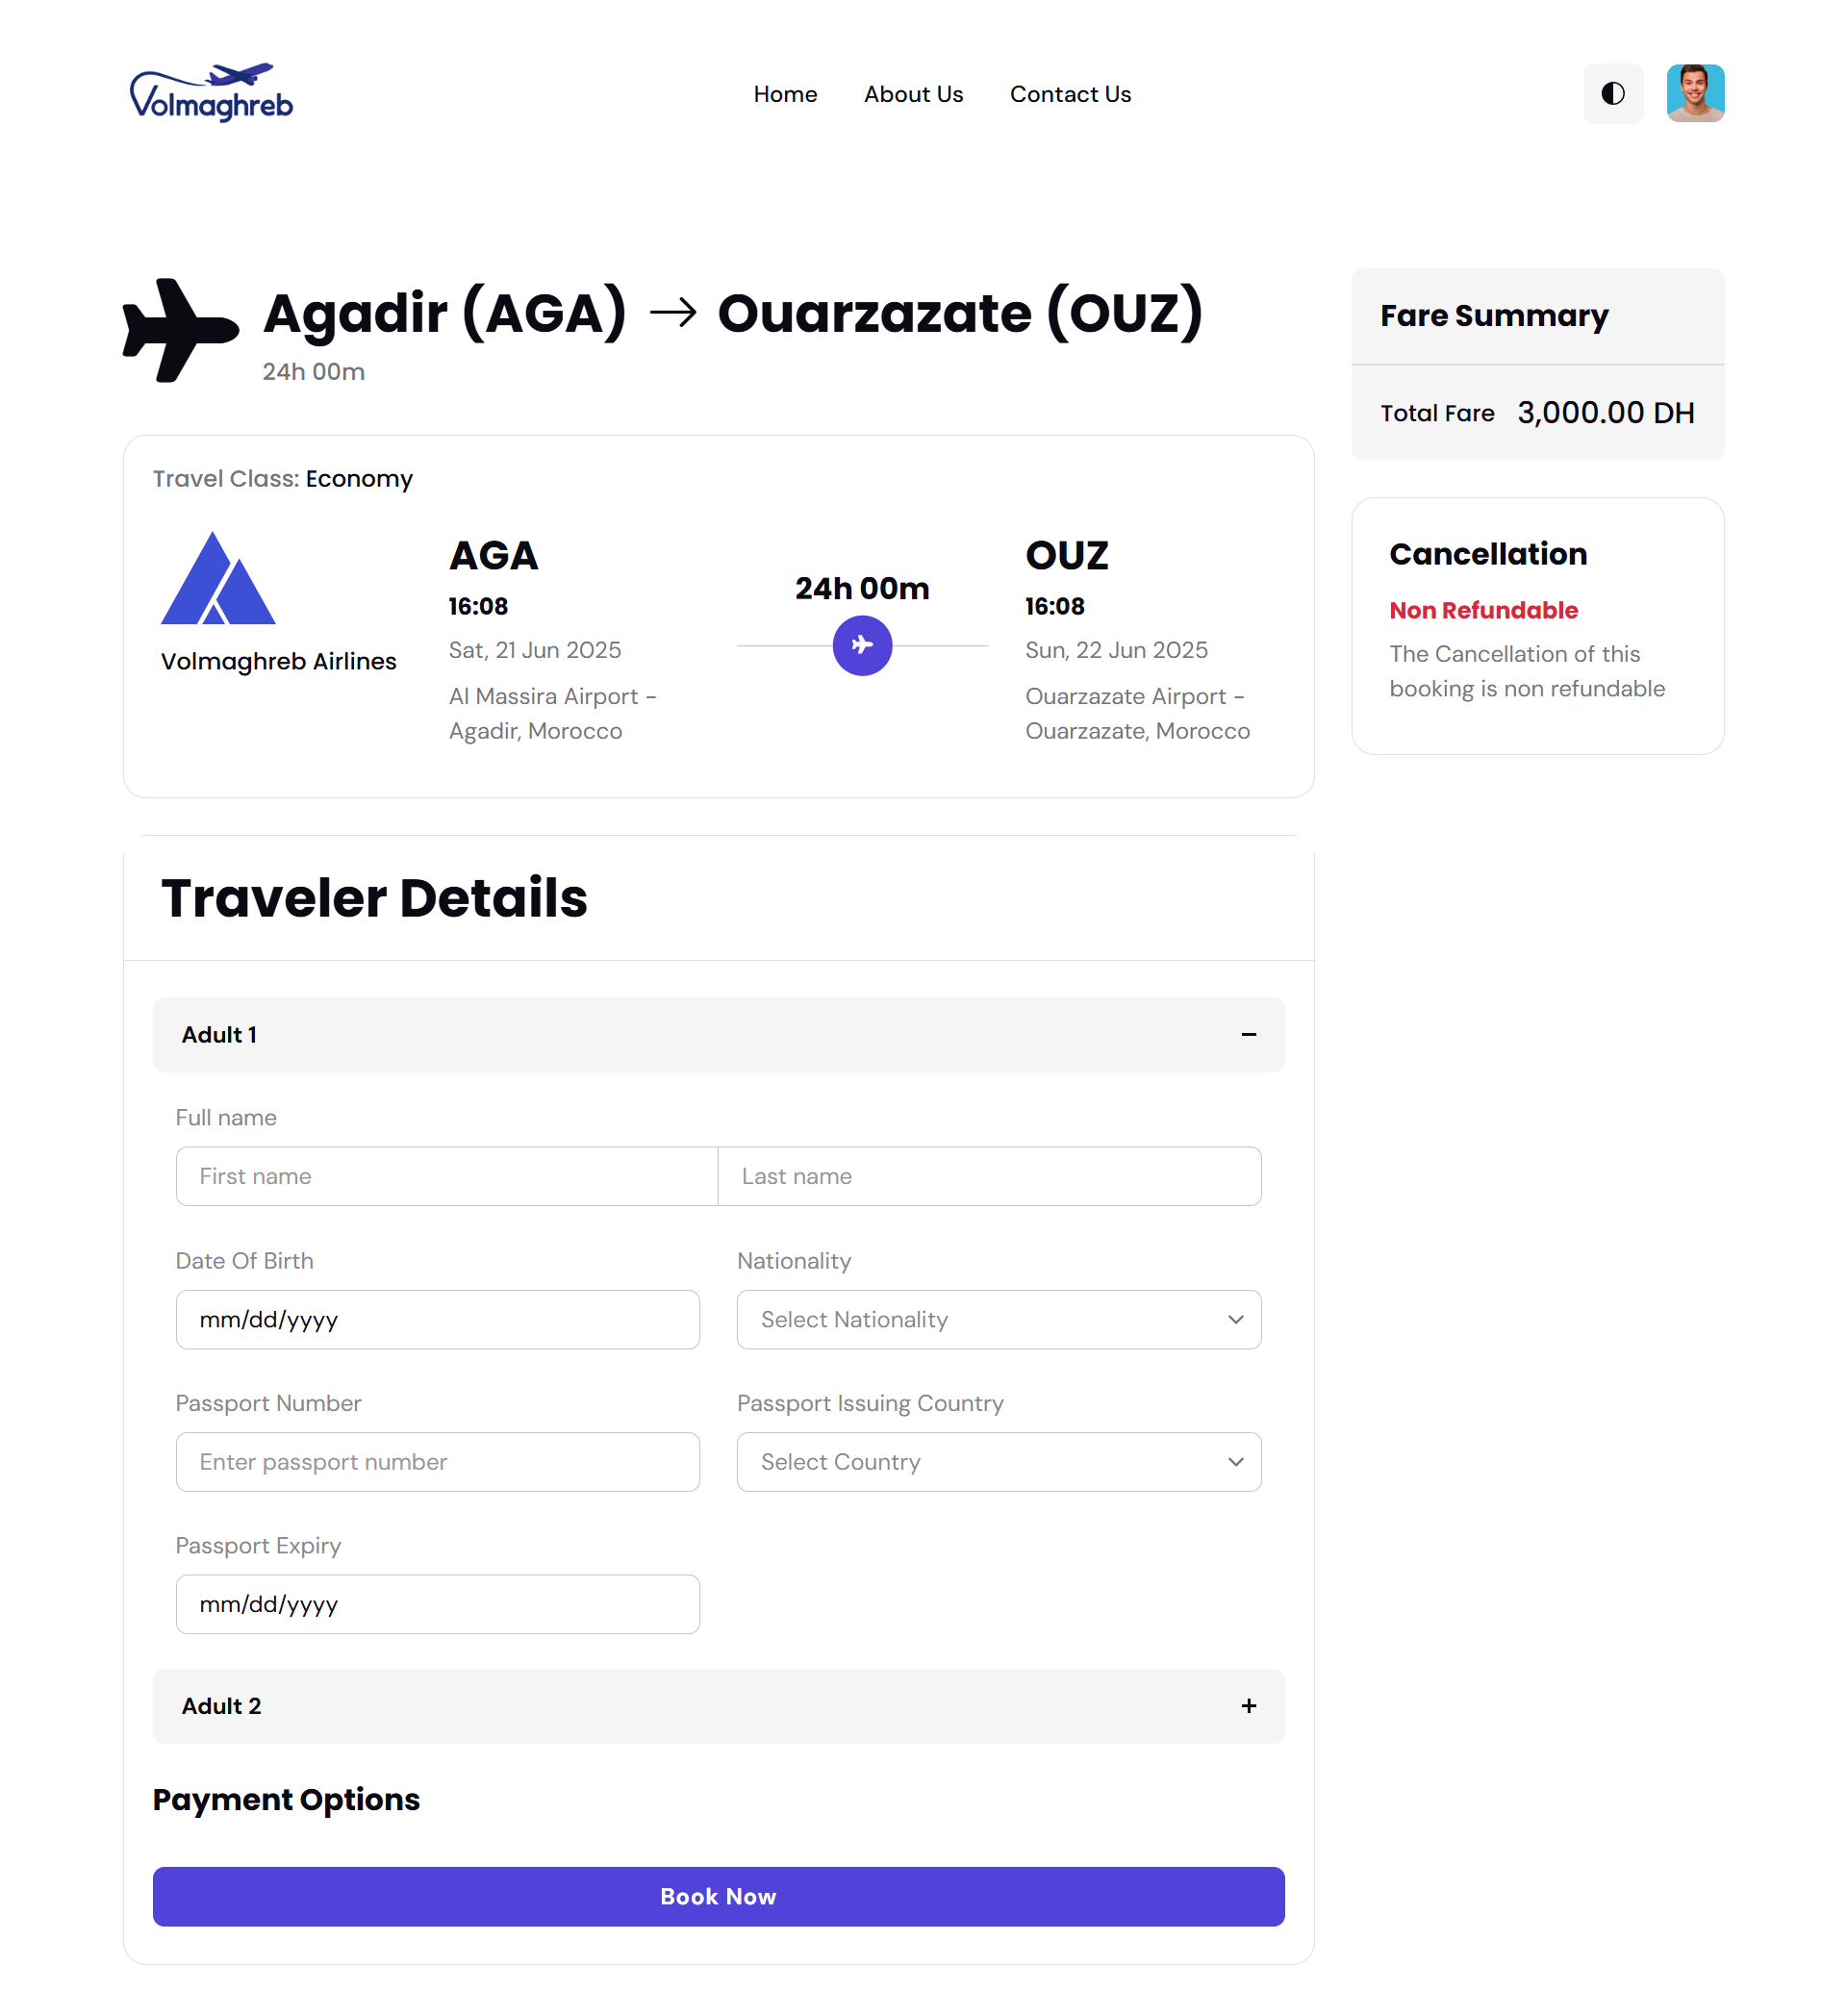 Volmaghreb
Home
About Us
Contact Us
Agadir (AGA) → Ouarzazate (OUZ)
24h 00m
Travel Class: Economy
Volmaghreb Airlines
AGA
16:08
Sat, 21 Jun 2025
Al Massira Airport -
Agadir, Morocco
24h 00m
OUZ
16:08
Sun, 22 Jun 2025
Ouarzazate Airport -
Ouarzazate, Morocco
Fare Summary
Total Fare 3,000.00 DH
Cancellation
Non Refundable
The Cancellation of this
booking is non refundable
Traveler Details
Adult 1
Full name
First name
Last name
Date Of Birth
mm/dd/yyyy
Nationality
Select Nationality
Passport Number
Enter passport number
Passport Issuing Country
Select Country
Passport Expiry
mm/dd/yyyy
Adult 2
Payment Options
Book Now